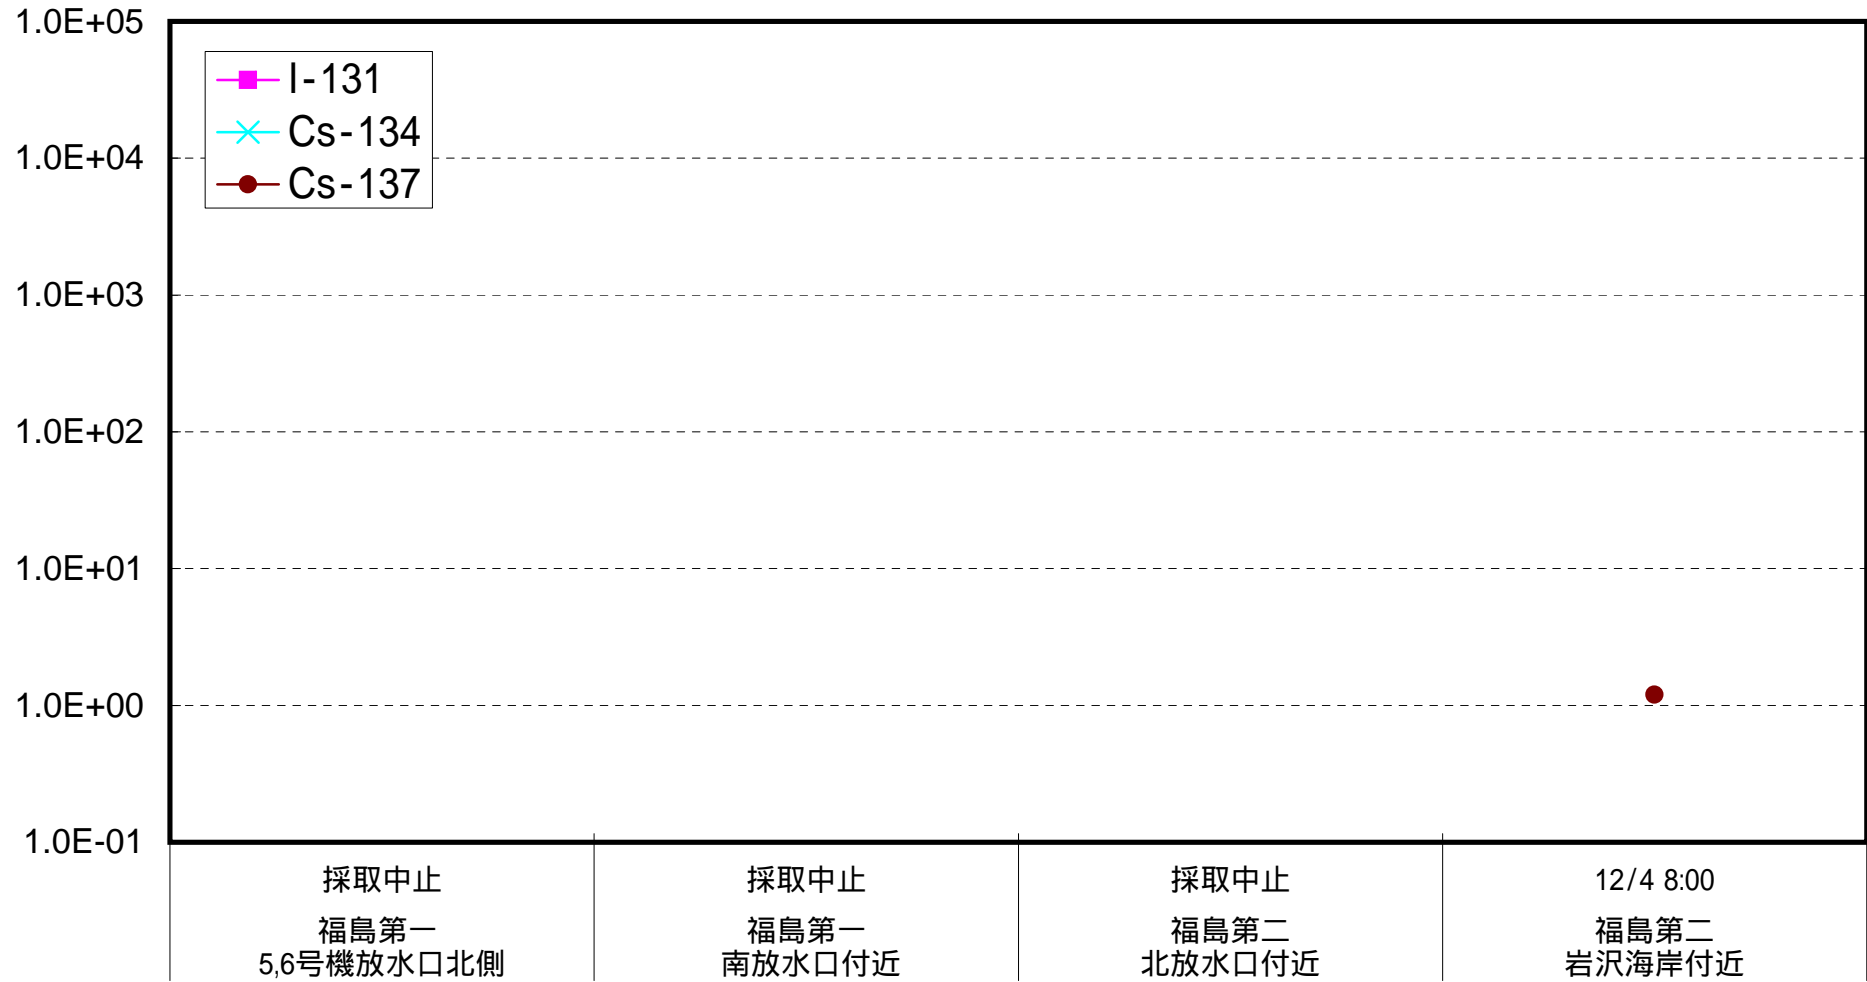 1.0E+05
1.0E+04
1.0E+03
1.0E+02
1.0E+01
1.0E+00
1.0E-01
I-131
Cs-134
Cs-137
採取中止
福島第一
5,6号機放水口北側
採取中止
福島第一
南放水口付近
採取中止
福島第二
北放水口付近
12/4 8:00
福島第二
岩沢海岸付近